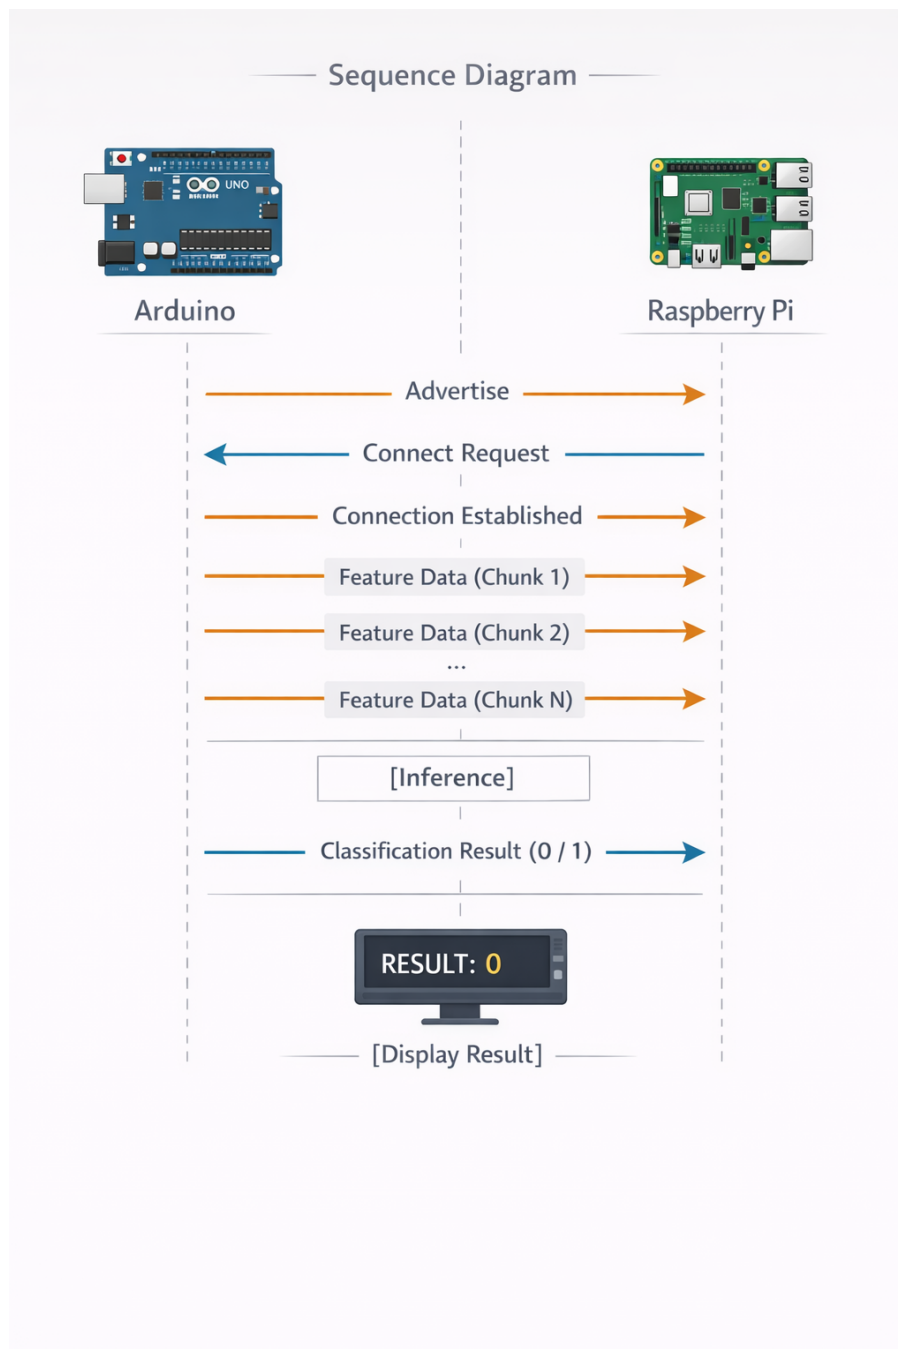 Sequence Diagram
UNO
Arduino
Raspberry Pi
Advertise
Connect Request
Connection Established
Feature Data (Chunk 1)
Feature Data (Chunk 2)
...
Feature Data (Chunk N)
[Inference]
Classification Result (0 / 1)
RESULT: 0
[Display Result]